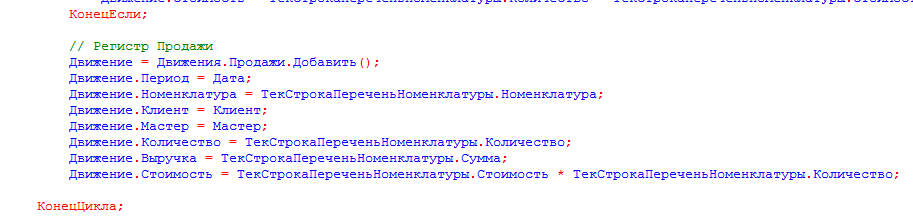 КонецЕсли;
// Регистр Продажи
Движение = Движения.Продажи.Добавить();
Движение.Период = Дата;
Движение.Номенклатура = ТекСтрокаПереченьНоменклатуры.Номенклатура;
Движение.Клиент = Клиент;
Движение.Мастер = Мастер;
Движение.Количество = ТекСтрокаПереченьНоменклатуры.Количество;
Движение.Выручка = ТекСтрокаПереченьНоменклатуры.Сумма;
Движение.Стоимость = ТекСтрокаПереченьНоменклатуры.Стоимость * ТекСтрокаПереченьНоменклатуры.Количество;
КонецЦикла;